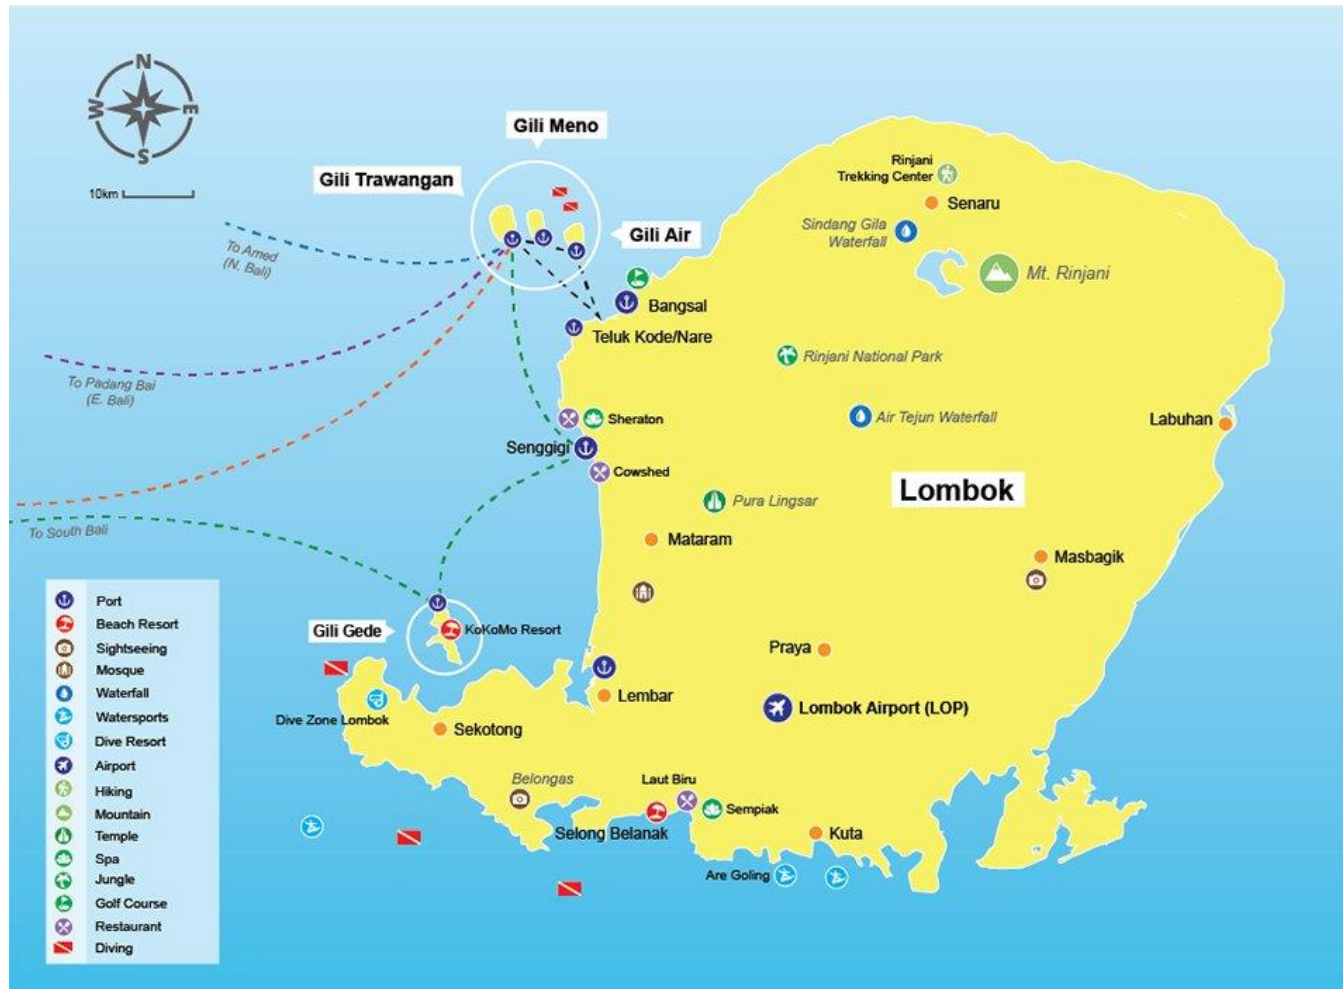 N
W
E
S
10km
Gili Meno
Gili Trawangan
Gili Air
Rinjani
Trekking Center
Senaru
Sindang Gila
Waterfall
Mt. Rinjani
To Amed
(N. Bali)
Bangsal
Teluk Kode/Nare
Rinjani National Park
To Padang Bai
(E. Bali)
Sheraton
Air Tejun Waterfall
Labuhan
Senggigi
Cowshed
Lombok
Pura Lingsar
To South Bali
Mataram
Masbagik
Gili Gede
KoKoMo Resort
Praya
Lembar
Lombok Airport (LOP)
Dive Zone Lombok
Sekotong
Belongas
Laut Biru
Sempiak
Selong Belanak
Kuta
Are Goling
Port
Beach Resort
Sightseeing
Mosque
Waterfall
Watersports
Dive Resort
Airport
Hiking
Mountain
Temple
Spa
Jungle
Golf Course
Restaurant
Diving